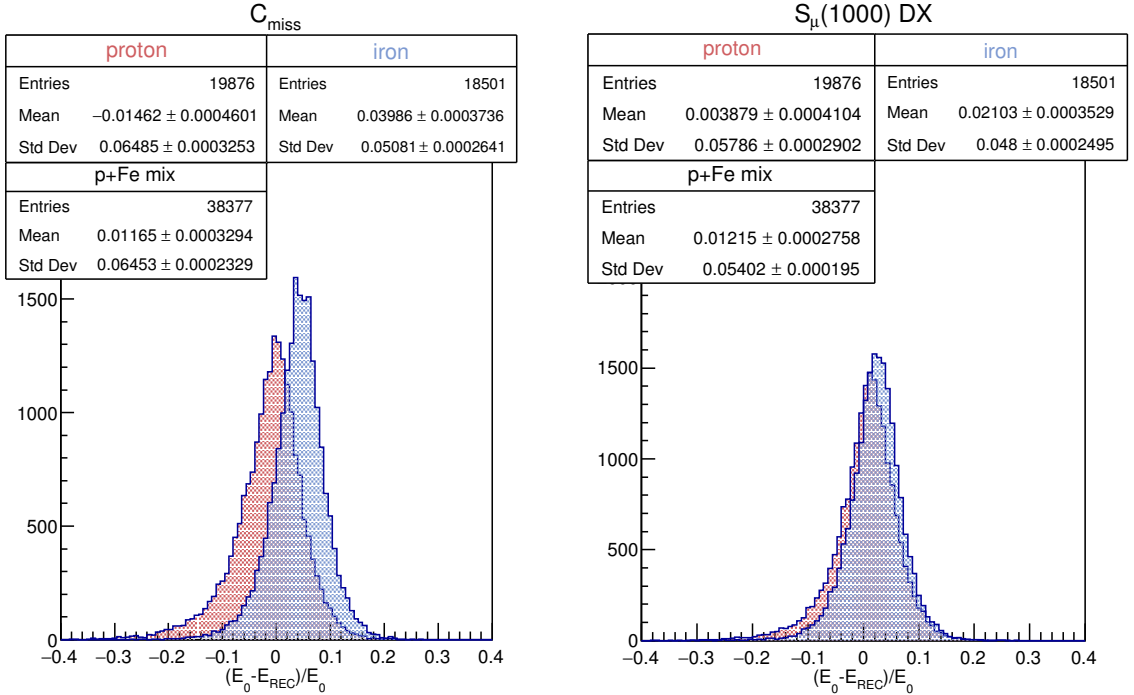 C_miss
proton iron
Entries 19876 Entries 18501
Mean −0.01462 ± 0.0004601 Mean 0.03986 ± 0.0003736
Std Dev 0.06485 ± 0.0003253 Std Dev 0.05081 ± 0.0002641
p+Fe mix
Entries 38377
Mean 0.01165 ± 0.0003294
Std Dev 0.06453 ± 0.0002329
1500
1000
500
0
−0.4 −0.3 −0.2 −0.1 0 0.1 0.2 0.3 0.4
(E_0-E_REC)/E_0
S_μ(1000) DX
proton iron
Entries 19876 Entries 18501
Mean 0.003879 ± 0.0004104 Mean 0.02103 ± 0.0003529
Std Dev 0.05786 ± 0.0002902 Std Dev 0.048 ± 0.0002495
p+Fe mix
Entries 38377
Mean 0.01215 ± 0.0002758
Std Dev 0.05402 ± 0.000195
1500
1000
500
0
−0.4 −0.3 −0.2 −0.1 0 0.1 0.2 0.3 0.4
(E_0-E_REC)/E_0